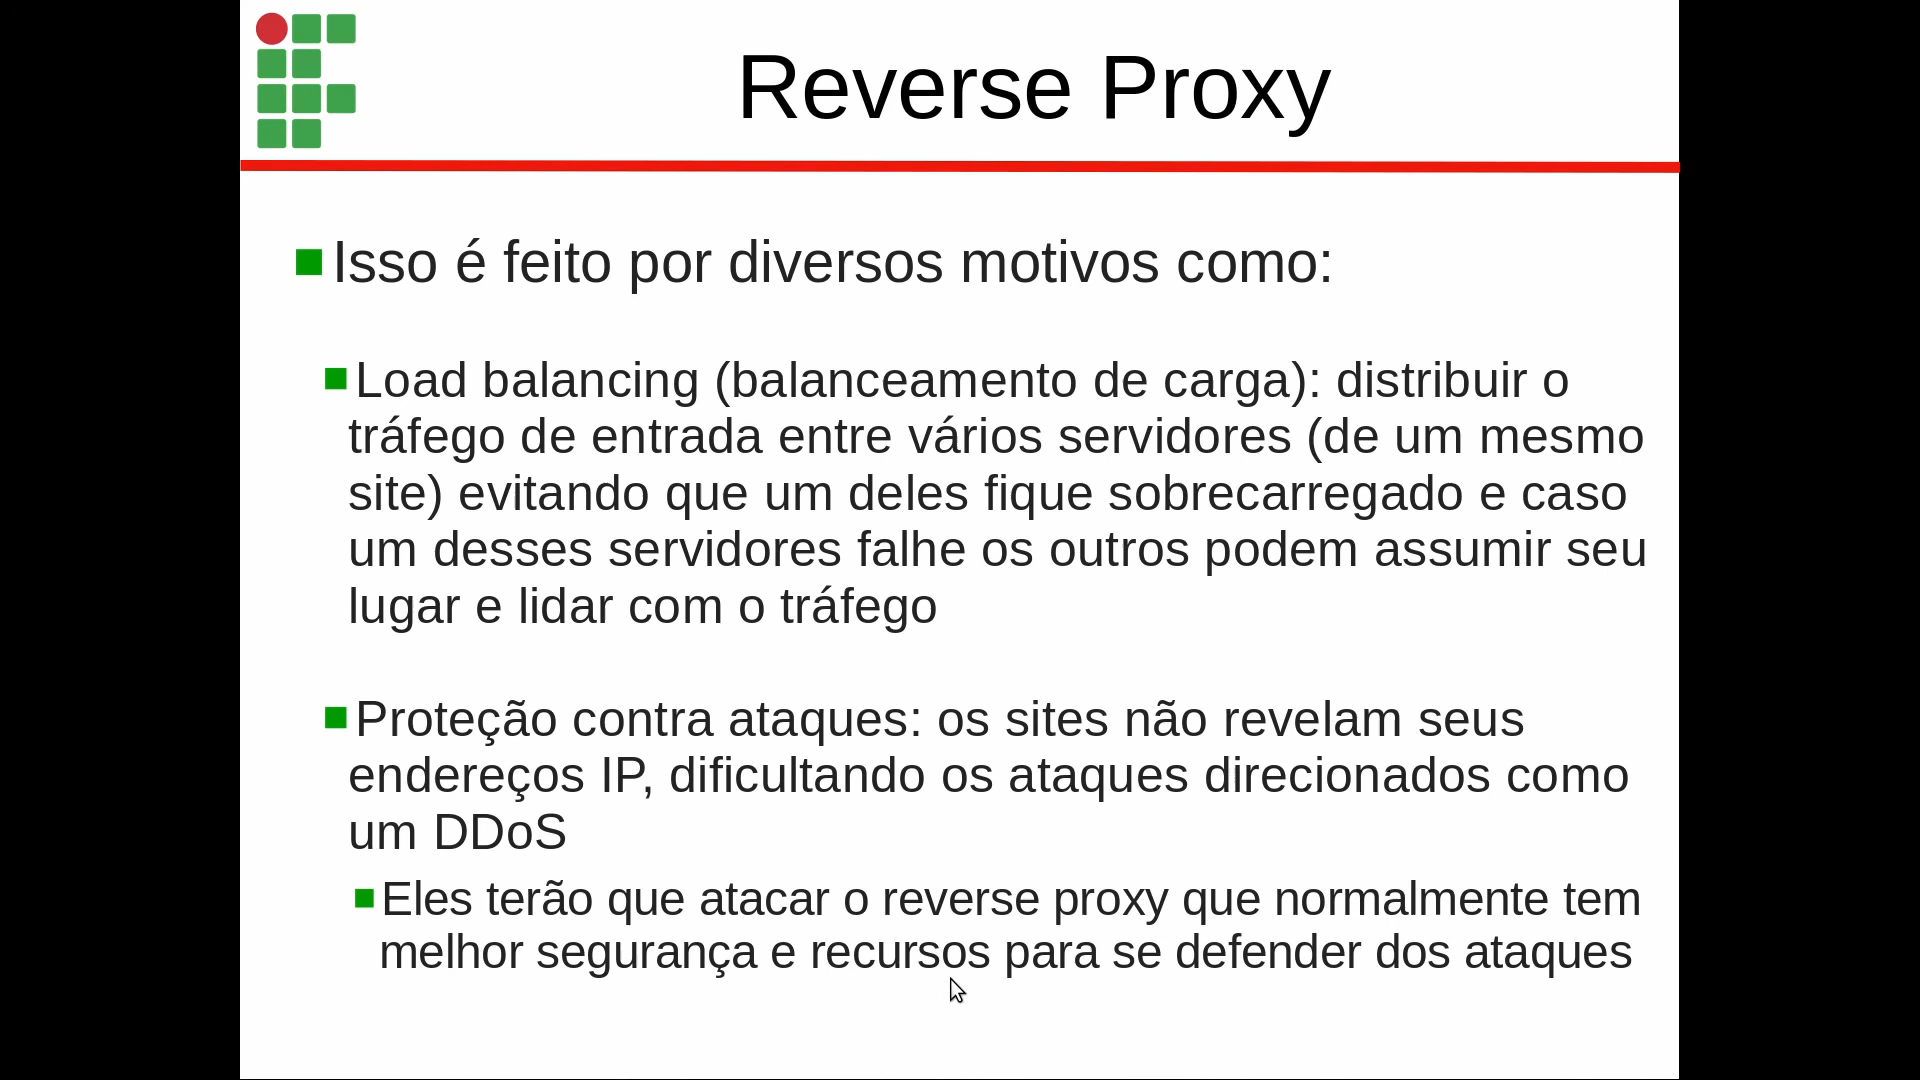 Reverse Proxy
Isso é feito por diversos motivos como:
Load balancing (balanceamento de carga): distribuir o
tráfego de entrada entre vários servidores (de um mesmo
site) evitando que um deles fique sobrecarregado e caso
um desses servidores falhe os outros podem assumir seu
lugar e lidar com o tráfego
Proteção contra ataques: os sites não revelam seus
endereços IP, dificultando os ataques direcionados como
um DDoS
Eles terão que atacar o reverse proxy que normalmente tem
melhor segurança e recursos para se defender dos ataques